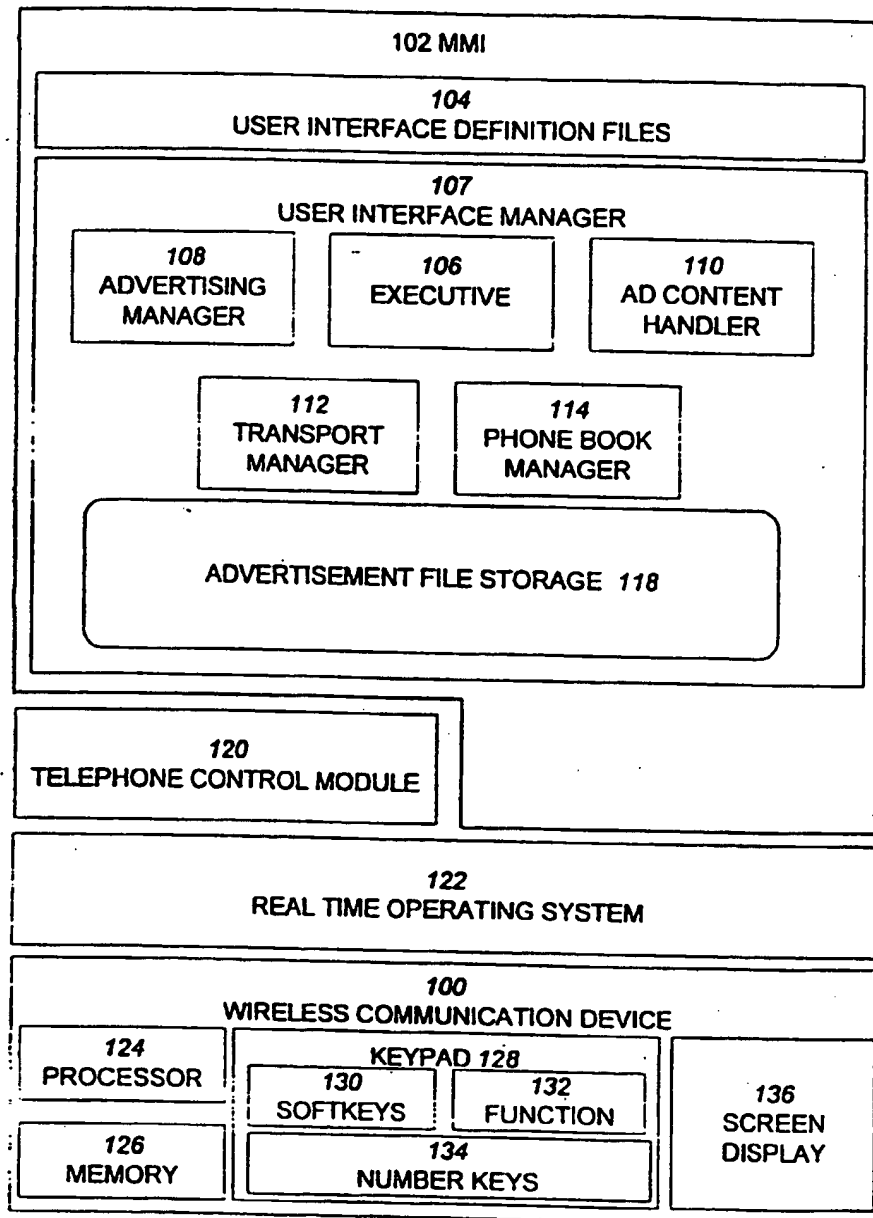 102 MMI
104
USER INTERFACE DEFINITION FILES
107
USER INTERFACE MANAGER
108
ADVERTISING
MANAGER
106
EXECUTIVE
110
AD CONTENT
HANDLER
112
TRANSPORT
MANAGER
114
PHONE BOOK
MANAGER
ADVERTISEMENT FILE STORAGE 118
120
TELEPHONE CONTROL MODULE
122
REAL TIME OPERATING SYSTEM
100
WIRELESS COMMUNICATION DEVICE
124
PROCESSOR
126
MEMORY
KEYPAD 128
130
SOFTKEYS
132
FUNCTION
134
NUMBER KEYS
136
SCREEN
DISPLAY